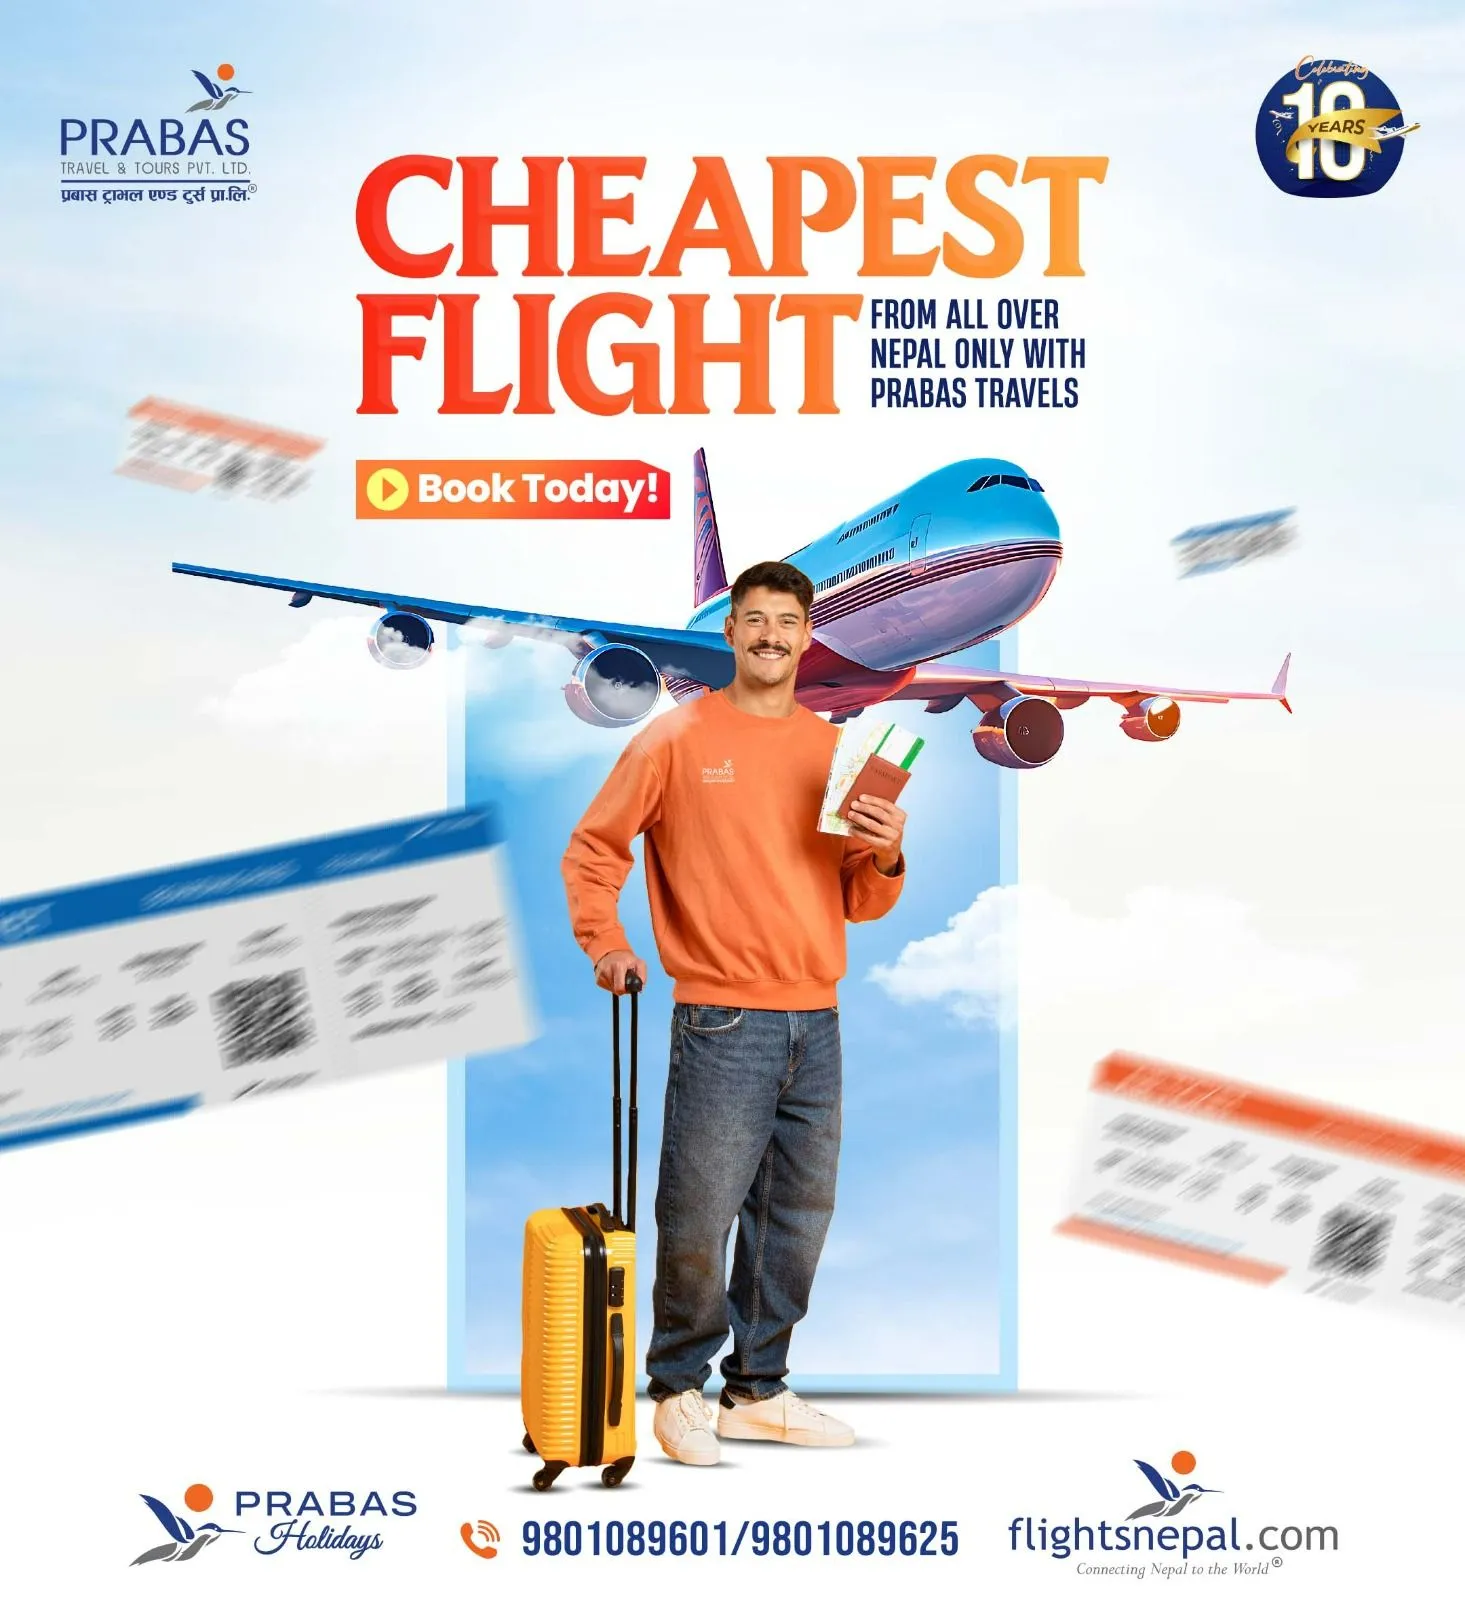 PRABAS
TRAVEL & TOURS PVT. LTD.
प्रबास ट्राभल एण्ड टुर्स प्रा.लि.®
Celebrating
10
YEARS
CHEAPEST
FLIGHT
FROM ALL OVER
NEPAL ONLY WITH
PRABAS TRAVELS
Book Today!
PRABAS
PASSPORT
PRABAS
Holidays
9801089601/9801089625
flightsnepal.com
Connecting Nepal to the World®